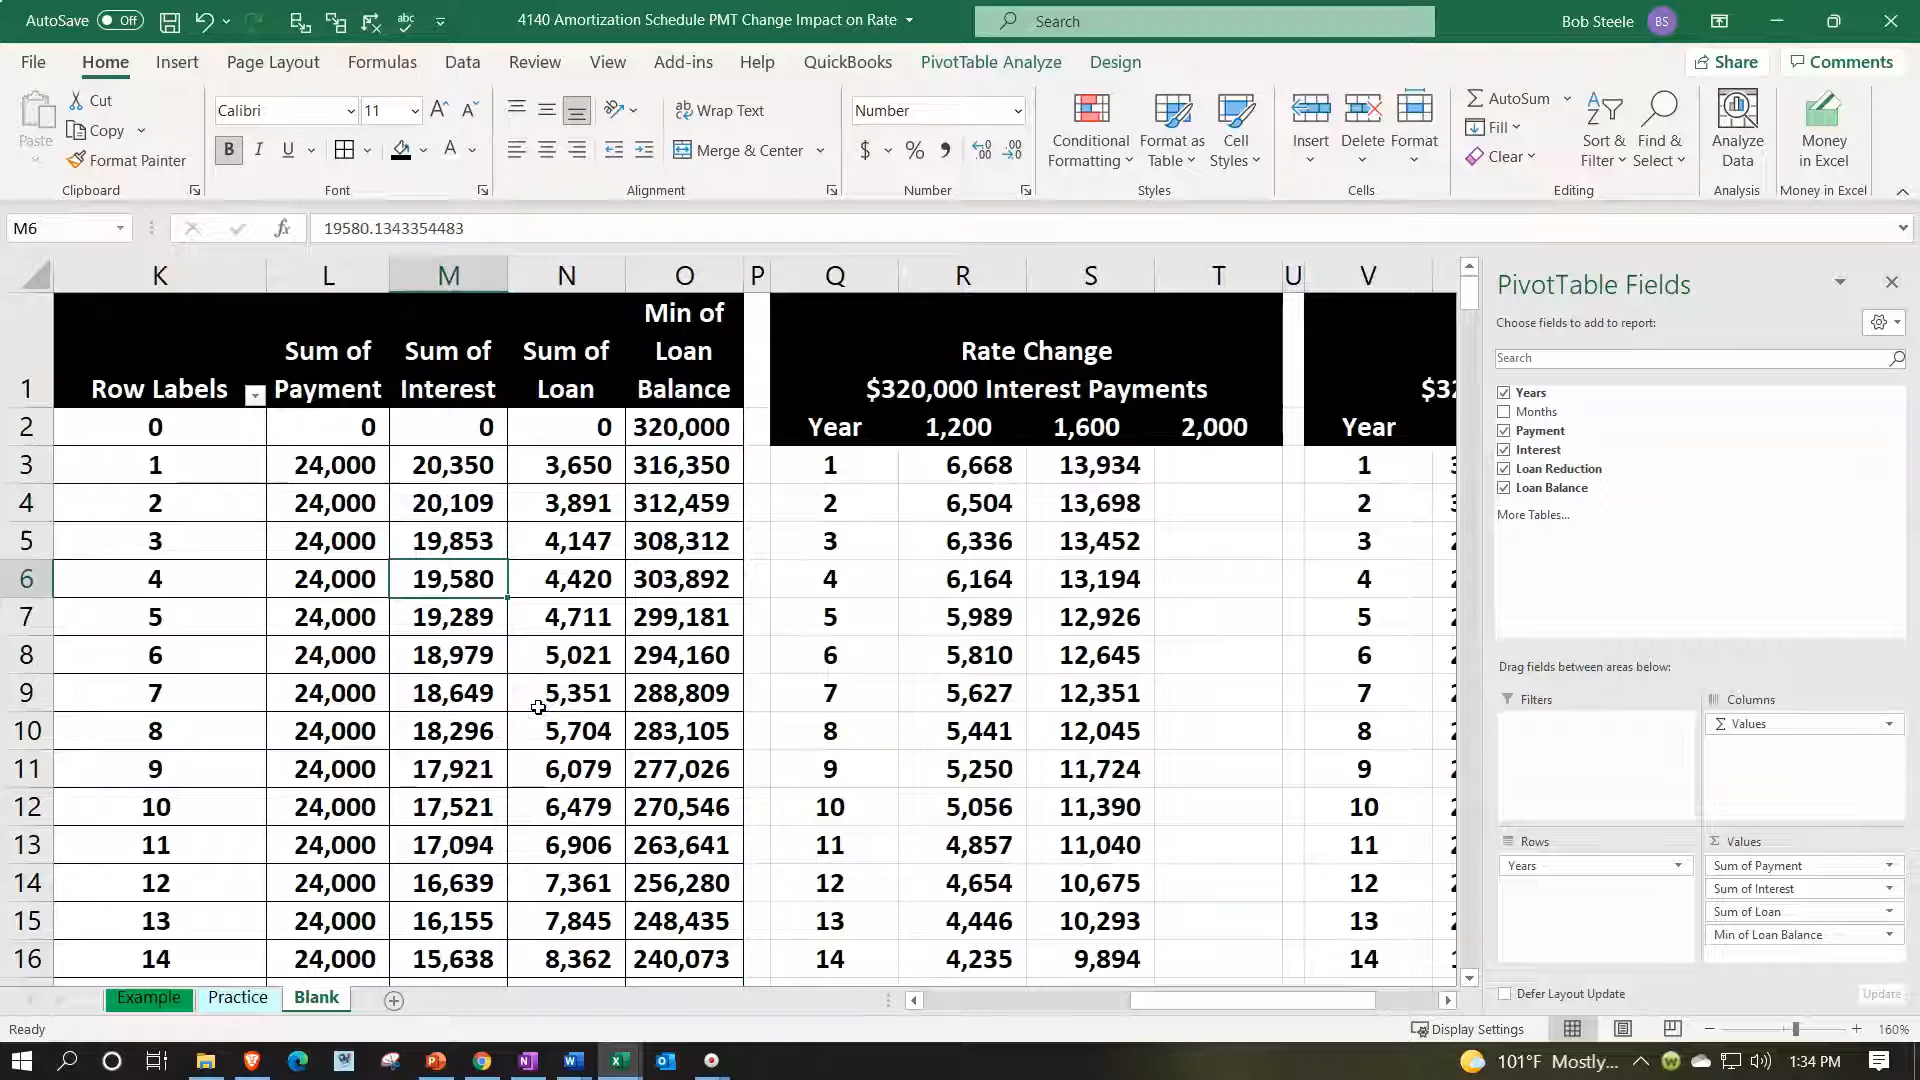 AutoSave Off 4140 Amortization Schedule PMT Change Impact on Rate Search Bob Steele BS
File Home Insert Page Layout Formulas Data Review View Add-ins Help QuickBooks PivotTable Analyze Design Share Comments
Paste Cut Copy Format Painter Clipboard
Calibri 11 B I U A Font
ab Wrap Text Merge & Center Alignment
Number $ % Number
Conditional Formatting Format as Table Cell Styles Styles
Insert Delete Format Cells
AutoSum Fill Clear Sort & Filter Find & Select Editing
Analyze Data Analysis
Money in Excel Money in Excel
M6 fx 19580.1343354483
K L M N O P Q R S T U V
1 Row Labels Sum of Payment Sum of Interest Sum of Loan Min of Loan Balance Rate Change $320,000 Interest Payments $32
2 0 0 0 0 320,000 Year 1,200 1,600 2,000 Year
3 1 24,000 20,350 3,650 316,350 1 6,668 13,934 1
4 2 24,000 20,109 3,891 312,459 2 6,504 13,698 2
5 3 24,000 19,853 4,147 308,312 3 6,336 13,452 3
6 4 24,000 19,580 4,420 303,892 4 6,164 13,194 4
7 5 24,000 19,289 4,711 299,181 5 5,989 12,926 5
8 6 24,000 18,979 5,021 294,160 6 5,810 12,645 6
9 7 24,000 18,649 5,351 288,809 7 5,627 12,351 7
10 8 24,000 18,296 5,704 283,105 8 5,441 12,045 8
11 9 24,000 17,921 6,079 277,026 9 5,250 11,724 9
12 10 24,000 17,521 6,479 270,546 10 5,056 11,390 10
13 11 24,000 17,094 6,906 263,641 11 4,857 11,040 11
14 12 24,000 16,639 7,361 256,280 12 4,654 10,675 12
15 13 24,000 16,155 7,845 248,435 13 4,446 10,293 13
16 14 24,000 15,638 8,362 240,073 14 4,235 9,894 14
PivotTable Fields
Choose fields to add to report:
Search
Years
Months
Payment
Interest
Loan Reduction
Loan Balance
More Tables...
Drag fields between areas below:
Filters Columns
Σ Values
Rows Σ Values
Years Sum of Payment
Sum of Interest
Sum of Loan
Min of Loan Balance
Defer Layout Update Update
Example Practice Blank
Ready Display Settings 160%
101°F Mostly... 1:34 PM